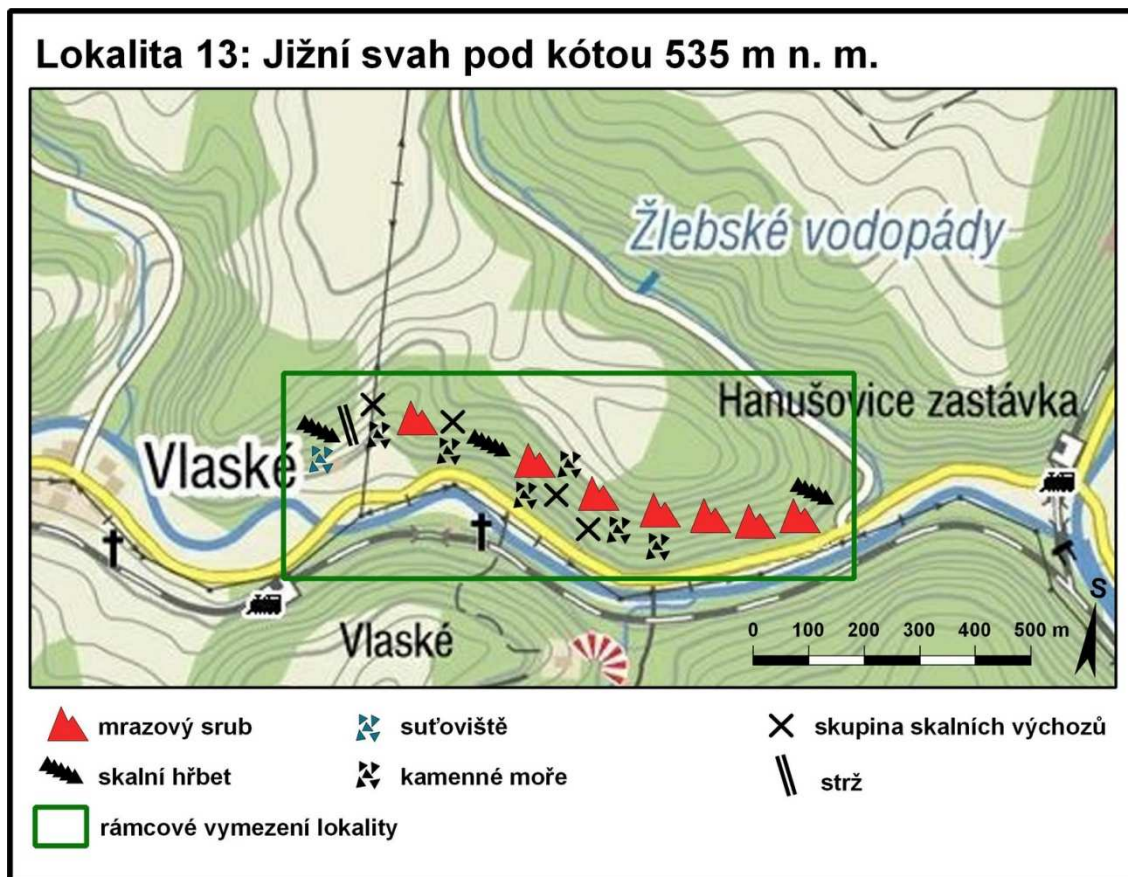 Lokalita 13: Jižní svah pod kótou 535 m n. m.
Žlebské vodopády
Hanušovice zastávka
Vlaské
Vlaské
S
0 100 200 300 400 500 m
mrazový srub
suťoviště
skupina skalních výchozů
skalní hřbet
kamenné moře
strž
rámcové vymezení lokality